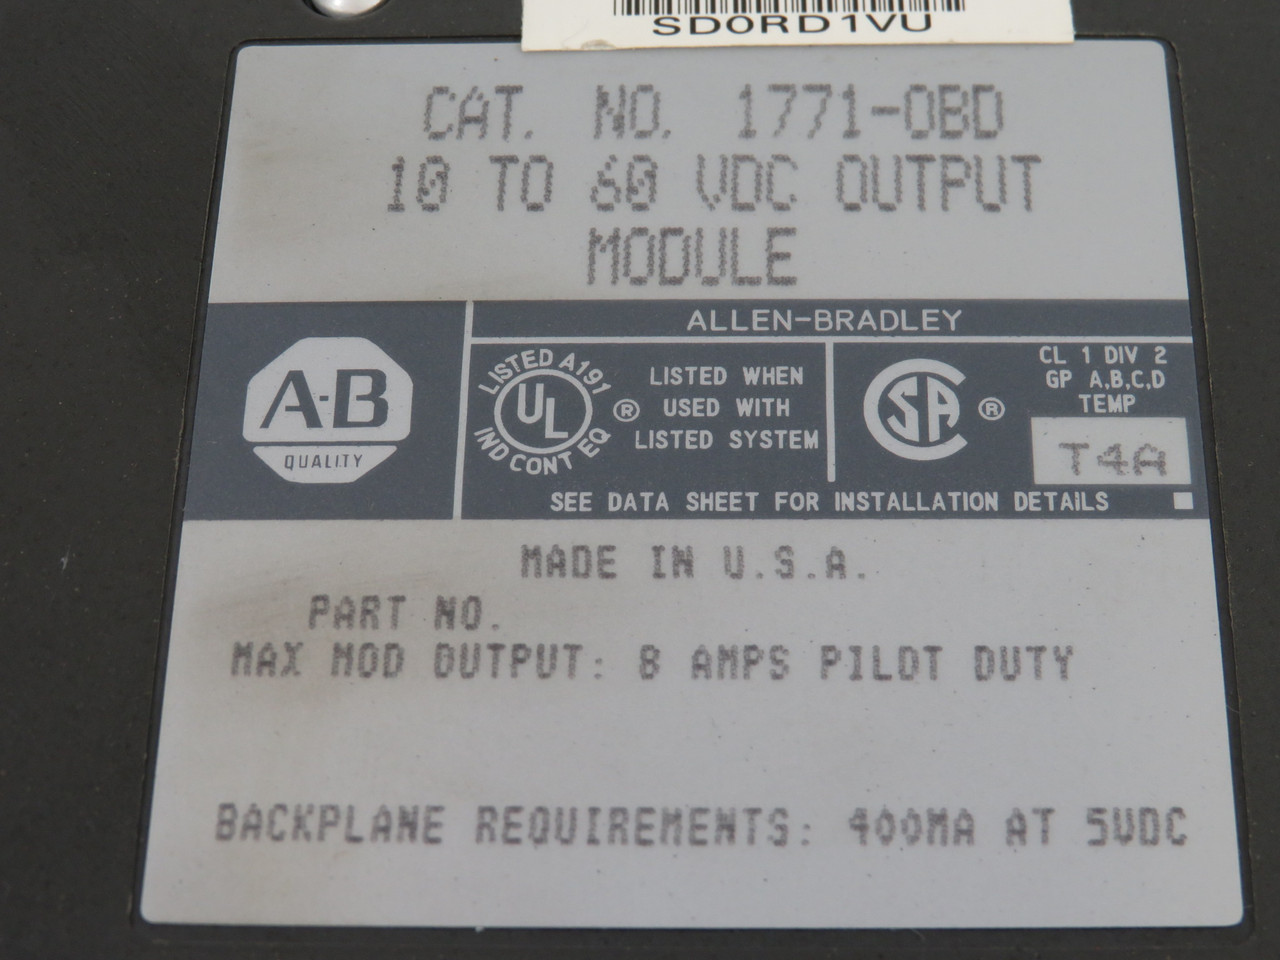 SD0RD1VU
CAT. NO. 1771-OBD
10 TO 60 VDC OUTPUT
MODULE
ALLEN-BRADLEY
A-B
QUALITY
LISTED A191
UL ®
IND CONT EQ
LISTED WHEN
USED WITH
LISTED SYSTEM
SA ®
CL 1 DIV 2
GP A,B,C,D
TEMP
T4A
SEE DATA SHEET FOR INSTALLATION DETAiLS
MADE IN U.S.A.
PART NO.
MAX MOD OUTPUT: 8 AMPS PILOT DUTY
BACKPLANE REQUIREMENTS: 400MA AT 5VDC